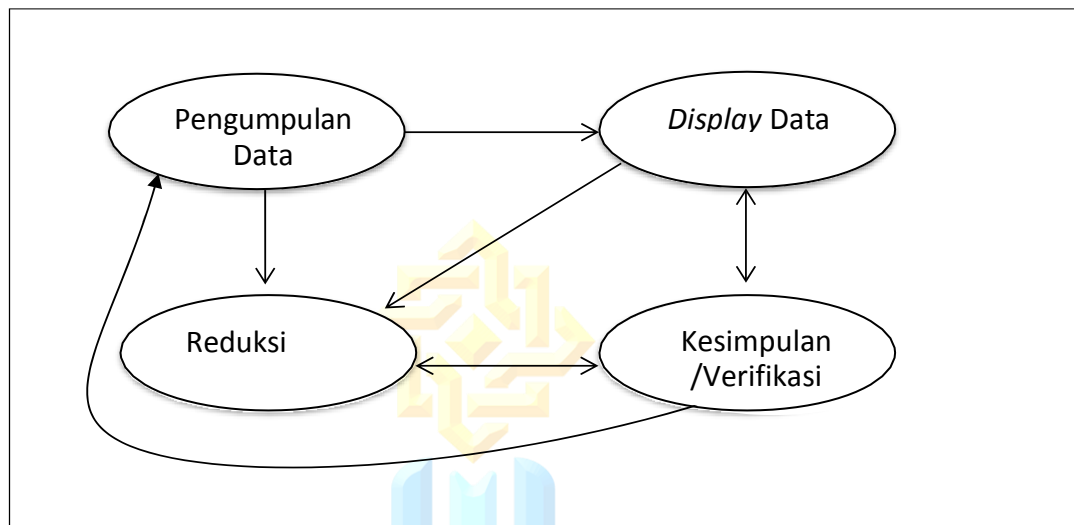 Pengumpulan
Data
Display Data
Reduksi
Kesimpulan
/Verifikasi